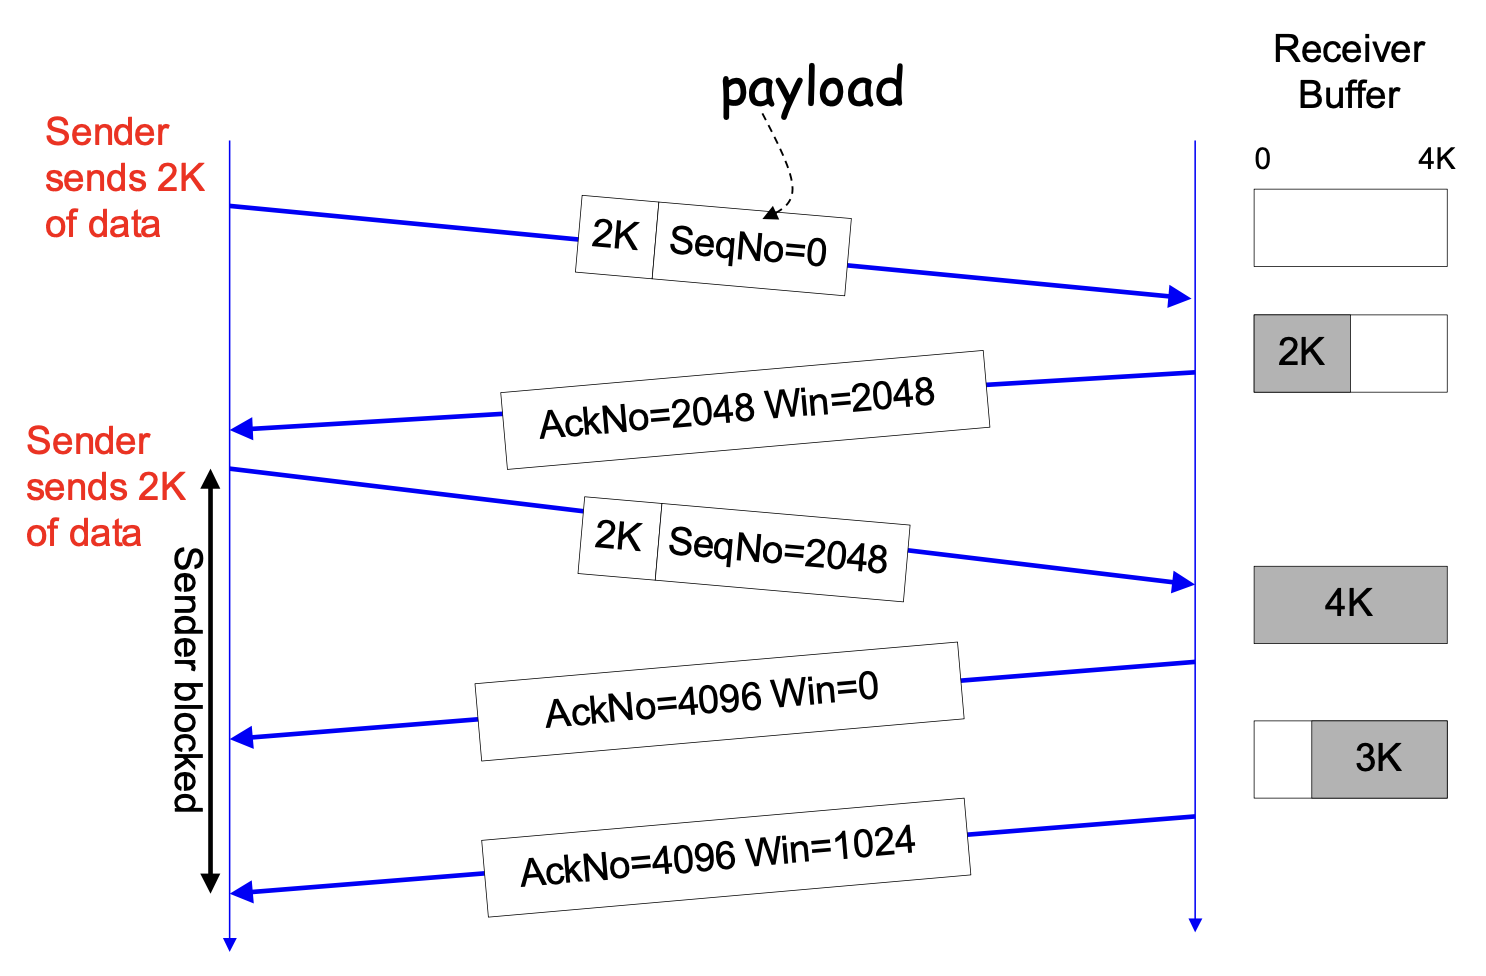 payload
Receiver
Buffer
0 4K
Sender
sends 2K
of data
2K SeqNo=0
2K
AckNo=2048 Win=2048
Sender
sends 2K
of data
2K SeqNo=2048
Sender blocked
4K
AckNo=4096 Win=0
3K
AckNo=4096 Win=1024